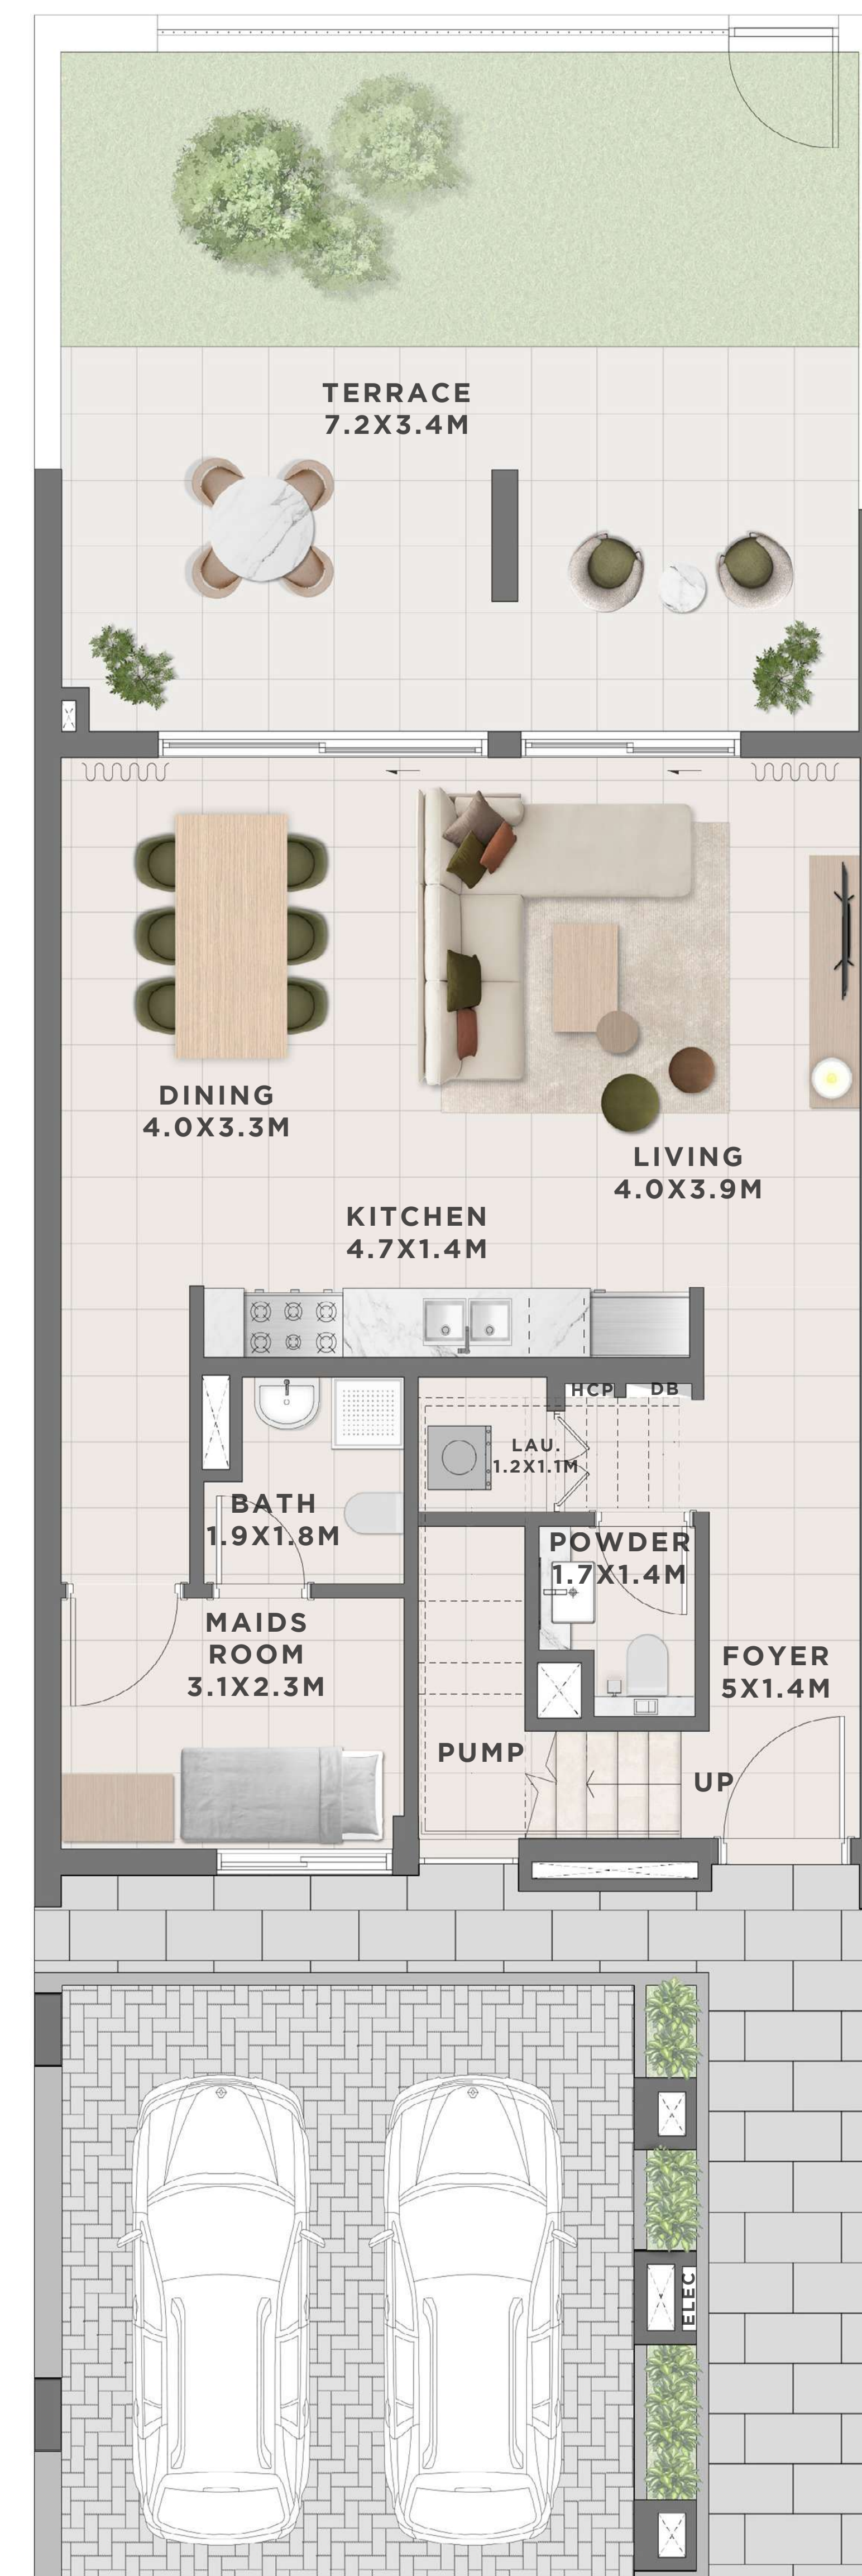 TERRACE
7.2X3.4M
DINING
4.0X3.3M
LIVING
4.0X3.9M
KITCHEN
4.7X1.4M
HCP
DB
LAU.
1.2X1.1M
BATH
1.9X1.8M
POWDER
1.7X1.4M
MAIDS
ROOM
3.1X2.3M
FOYER
5X1.4M
PUMP
UP
ELEC